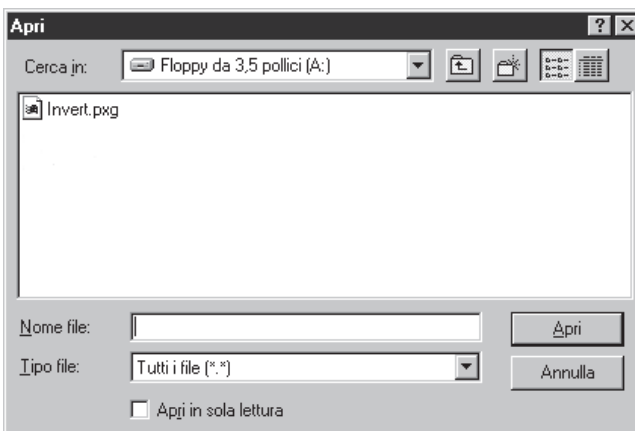 Apri
Cerca in: Floppy da 3,5 pollici (A:)
Invert.pxg
Nome file: Apri
Tipo file: Tutti i file (*.*) Annulla
Apri in sola lettura